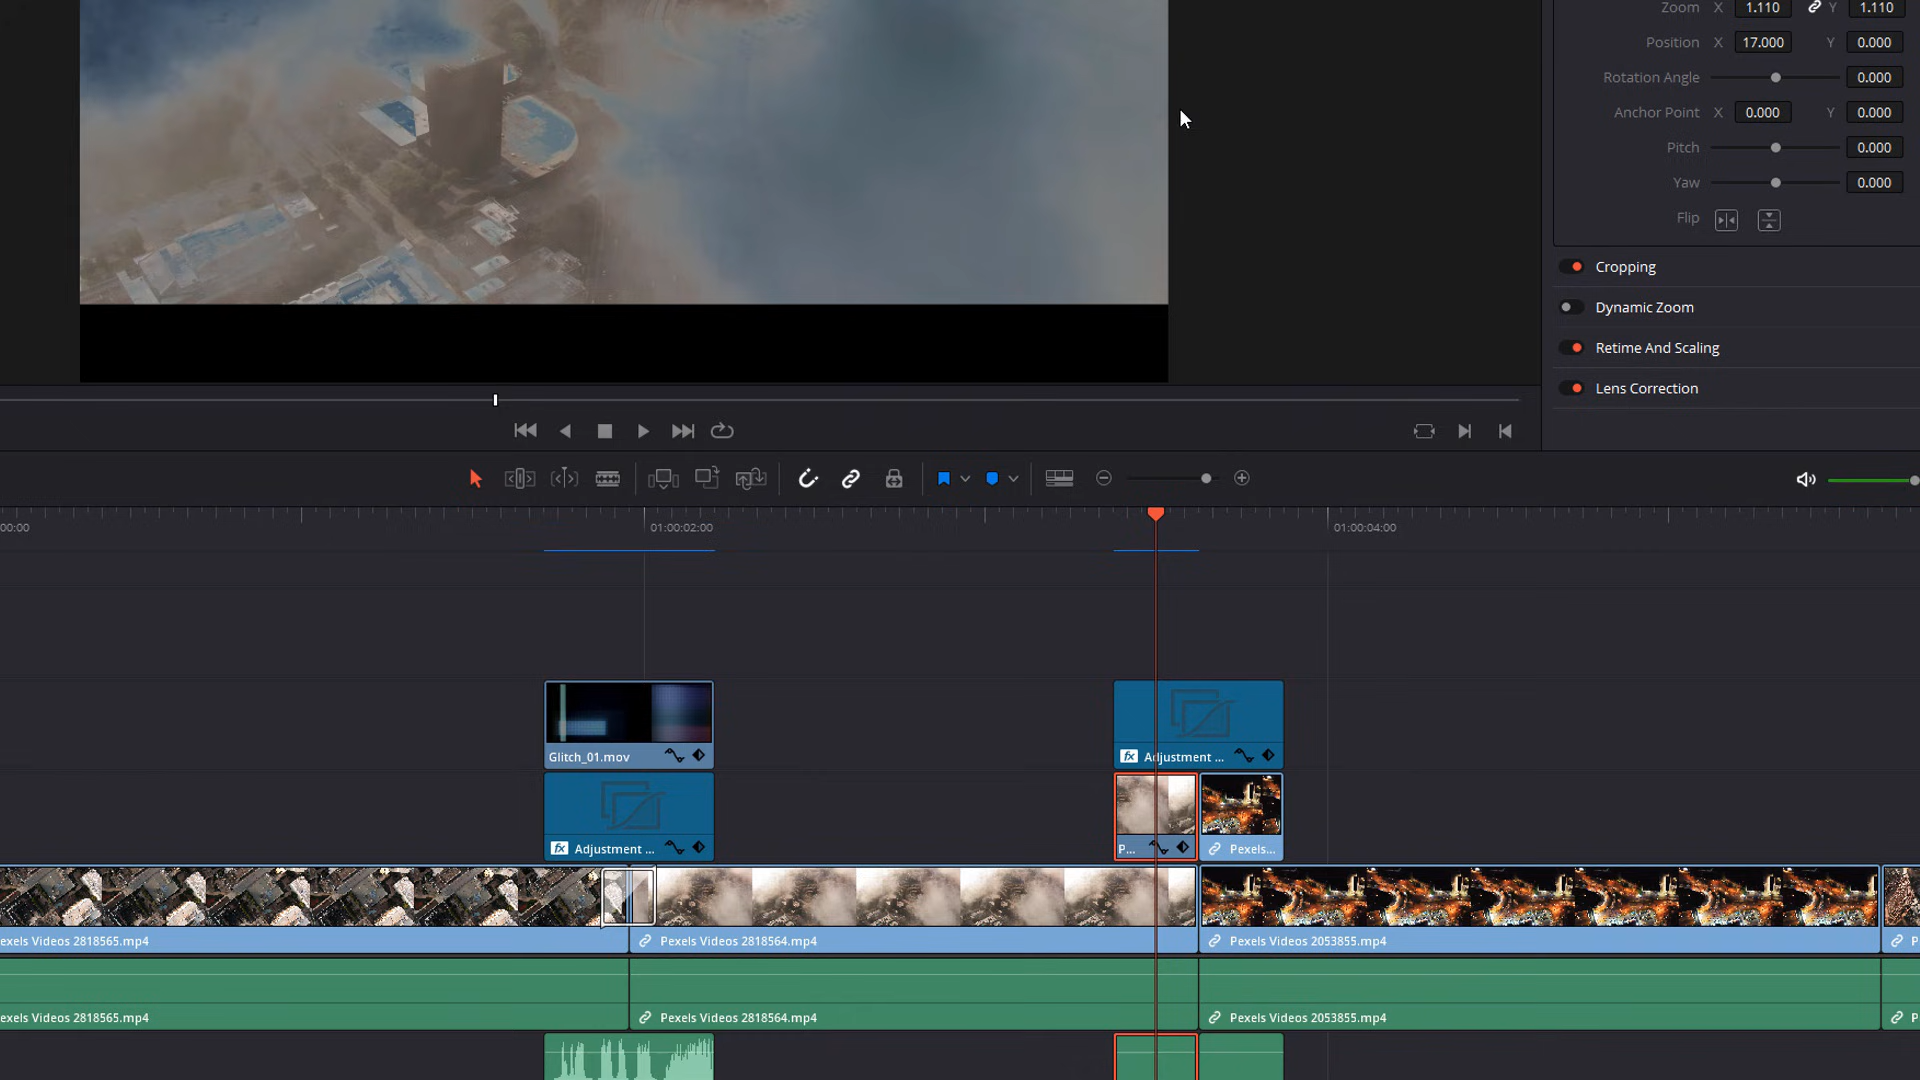 Zoom X 1.110 Y 1.110
Position X 17.000 Y 0.000
Rotation Angle 0.000
Anchor Point X 0.000 Y 0.000
Pitch 0.000
Yaw 0.000
Flip
Cropping
Dynamic Zoom
Retime And Scaling
Lens Correction
00:00 01:00:02:00 01:00:04:00
Glitch_01.mov fx Adjustment ...
fx Adjustment ... P... Pexels...
exels Videos 2818565.mp4 Pexels Videos 2818564.mp4 Pexels Videos 2053855.mp4 P
exels Videos 2818565.mp4 Pexels Videos 2818564.mp4 Pexels Videos 2053855.mp4 P